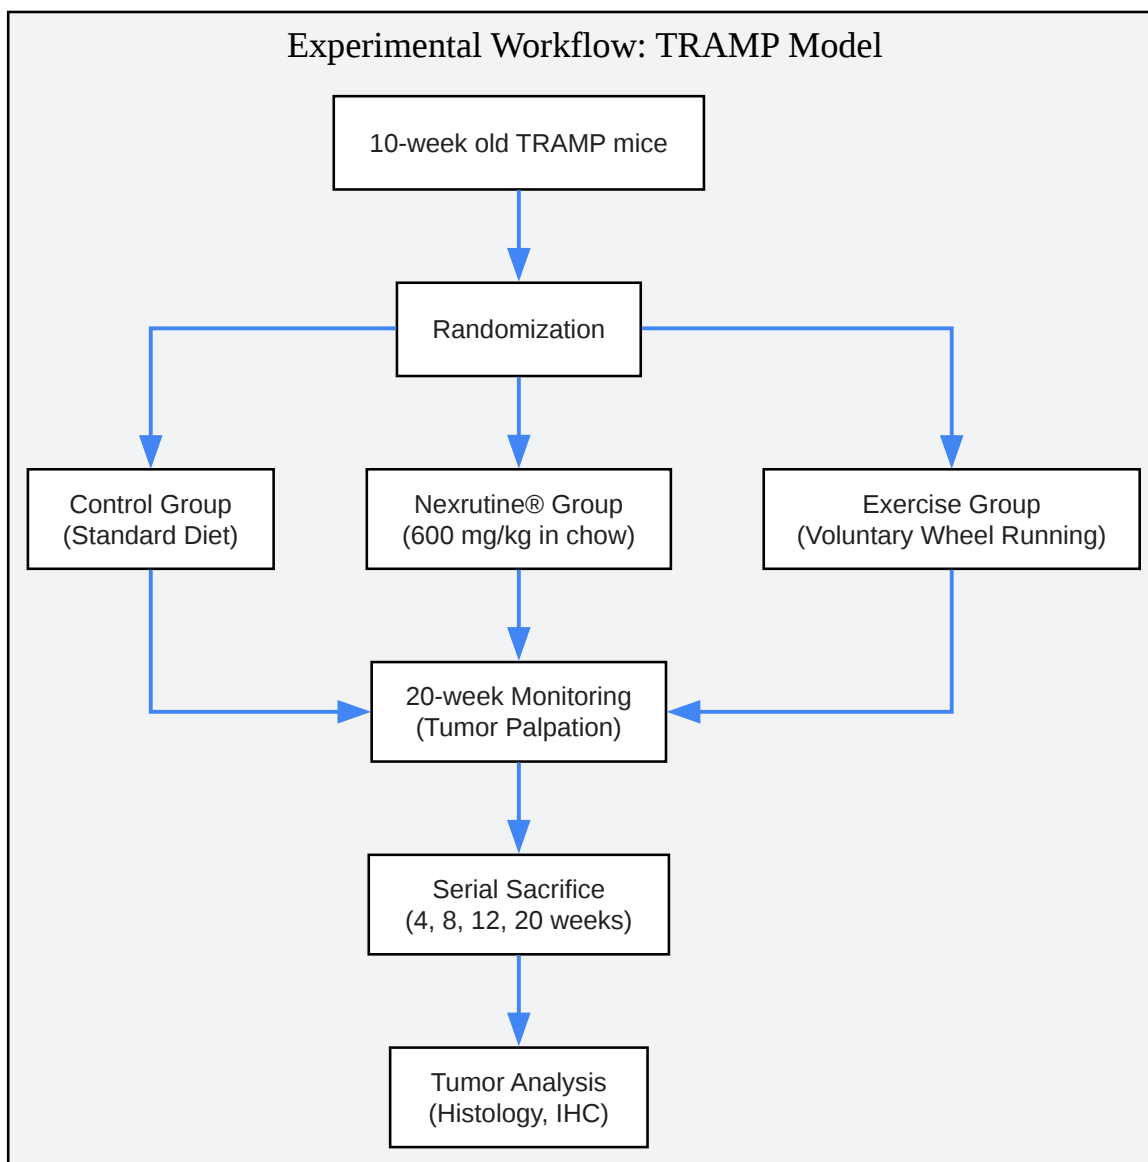 Experimental Workflow: TRAMP Model
10-week old TRAMP mice
Randomization
Control Group
(Standard Diet)
Nexrutine® Group
(600 mg/kg in chow)
Exercise Group
(Voluntary Wheel Running)
20-week Monitoring
(Tumor Palpation)
Serial Sacrifice
(4, 8, 12, 20 weeks)
Tumor Analysis
(Histology, IHC)